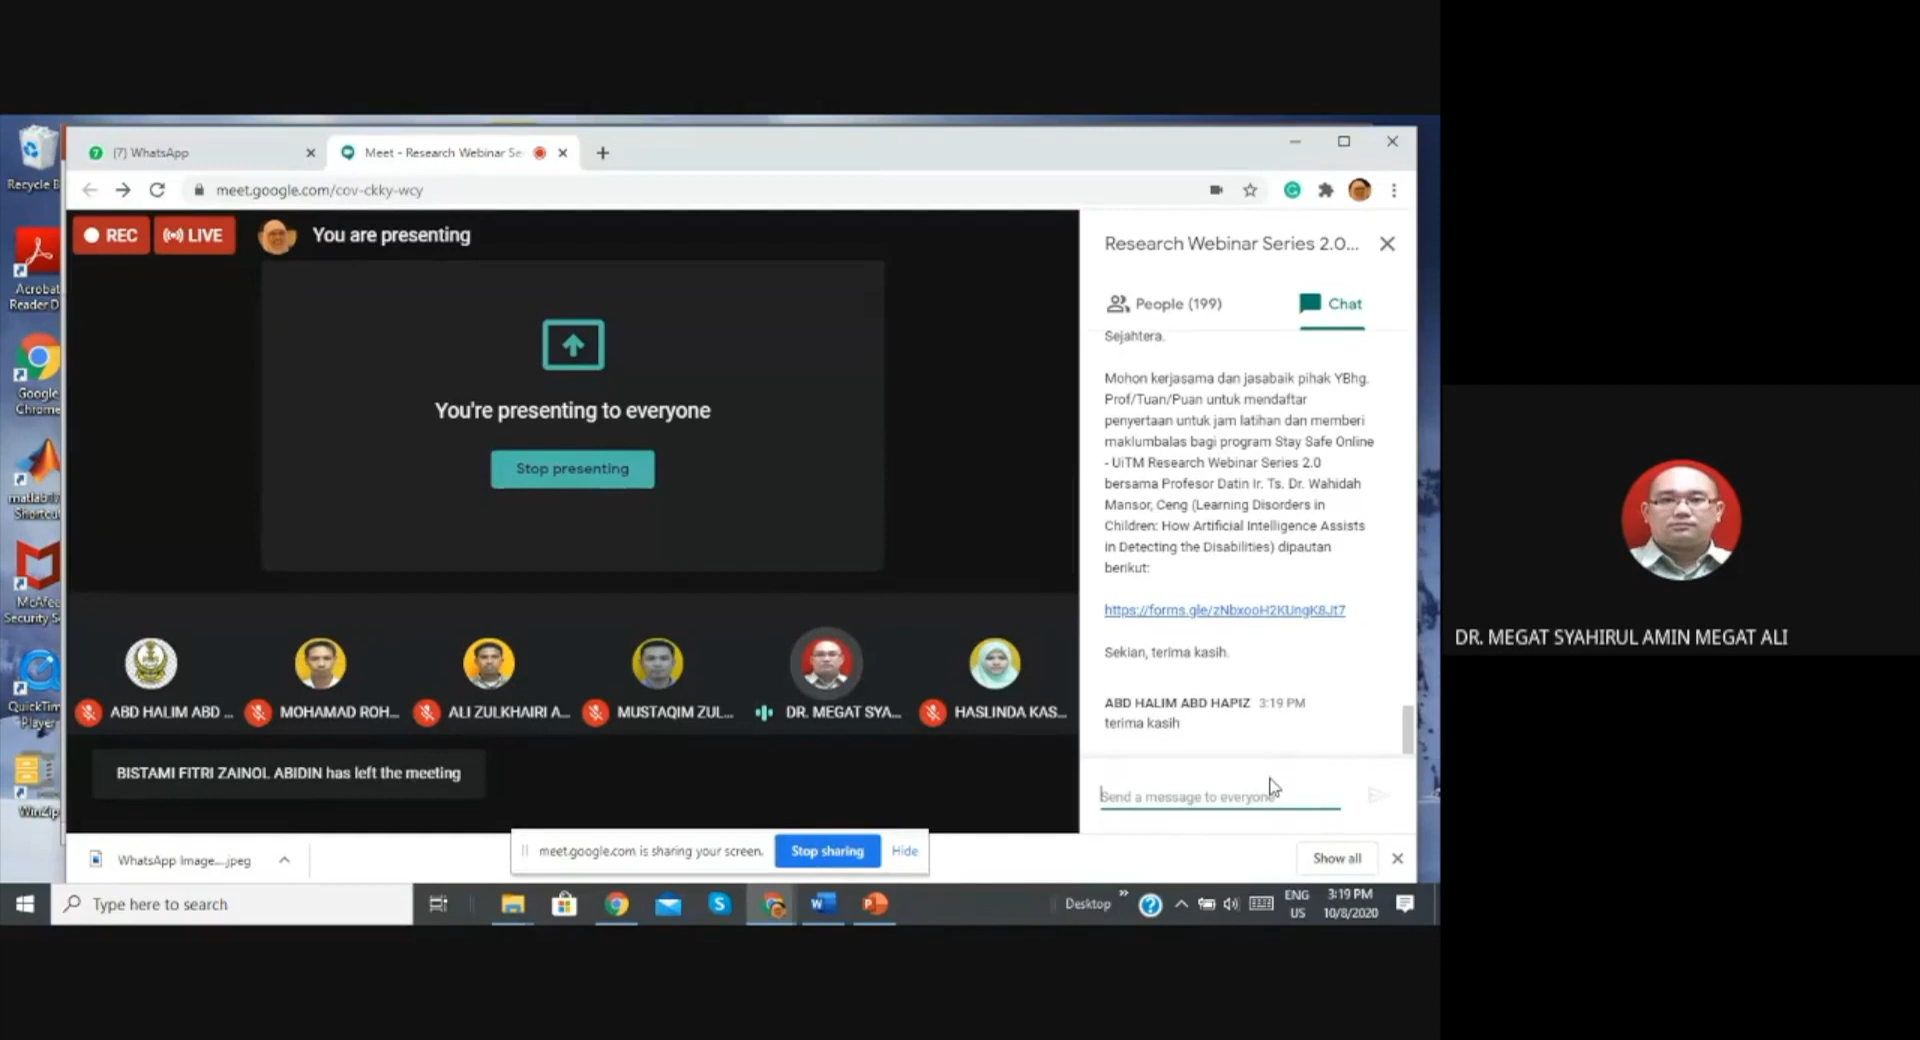 Recycle B
Acrobat
Reader D
Google
Chrome
matlab
Shortcu
McAfee
Security S
QuickTim
Player
WinZip
(7) WhatsApp
Meet - Research Webinar Se
meet.google.com/cov-ckky-wcy
REC
LIVE
You are presenting
You're presenting to everyone
Stop presenting
ABD HALIM ABD ...
MOHAMAD ROH...
ALI ZULKHAIRI A...
MUSTAQIM ZUL...
DR. MEGAT SYA...
HASLINDA KAS...
BISTAMI FITRI ZAINOL ABIDIN has left the meeting
Research Webinar Series 2.0...
People (199)
Chat
Sejahtera.
Mohon kerjasama dan jasabaik pihak YBhg.
Prof/Tuan/Puan untuk mendaftar
penyertaan untuk jam latihan dan memberi
maklumbalas bagi program Stay Safe Online
- UiTM Research Webinar Series 2.0
bersama Profesor Datin Ir. Ts. Dr. Wahidah
Mansor, Ceng (Learning Disorders in
Children: How Artificial Intelligence Assists
in Detecting the Disabilities) dipautan
berikut:
https://forms.gle/zNbxooH2KUngK8Jt7
Sekian, terima kasih.
ABD HALIM ABD HAPIZ 3:19 PM
terima kasih
Send a message to everyone
WhatsApp Image....jpeg
meet.google.com is sharing your screen.
Stop sharing
Hide
Show all
Type here to search
Desktop
ENG
US
3:19 PM
10/8/2020
DR. MEGAT SYAHIRUL AMIN MEGAT ALI